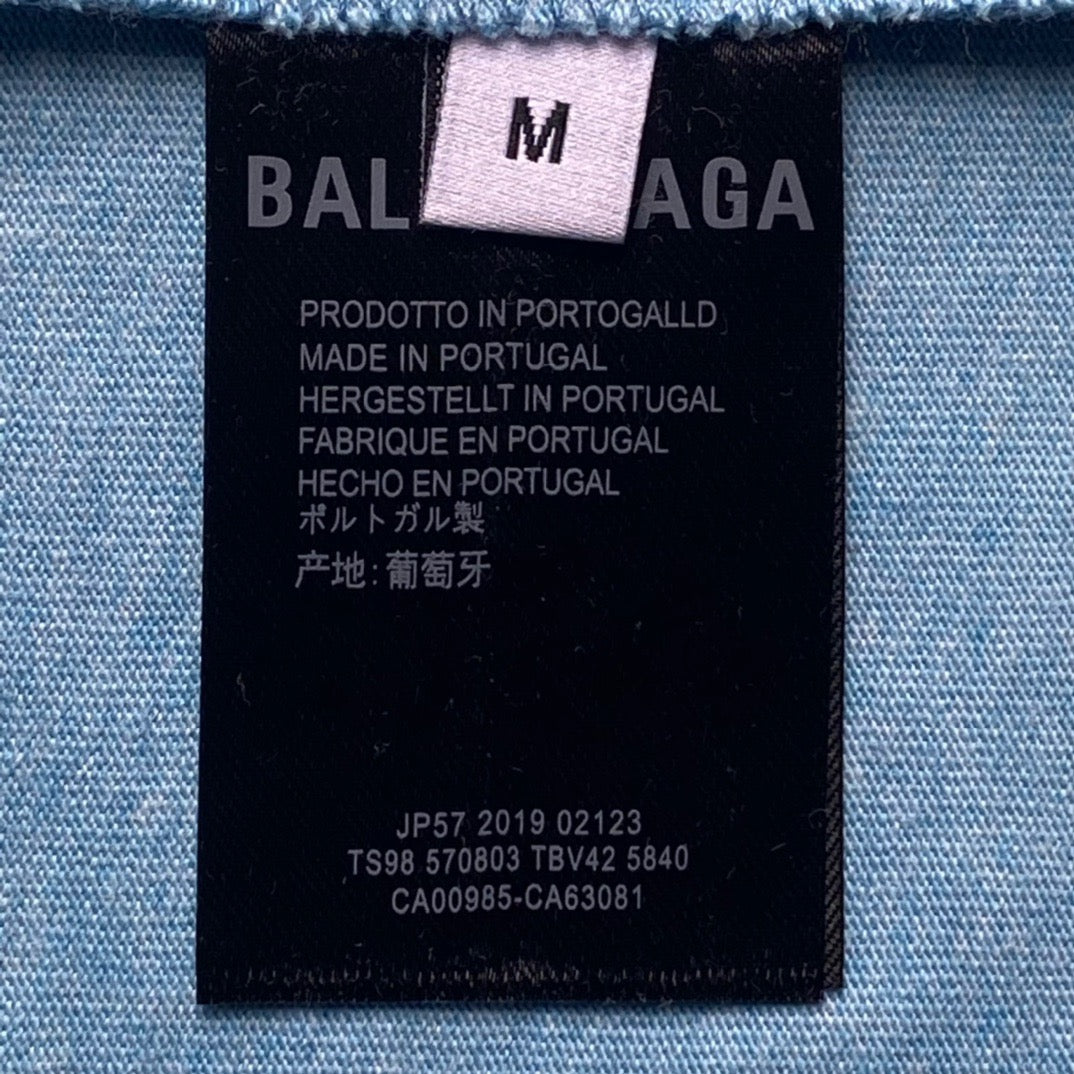 M
BAL AGA
PRODOTTO IN PORTOGALLD
MADE IN PORTUGAL
HERGESTELLT IN PORTUGAL
FABRIQUE EN PORTUGAL
HECHO EN PORTUGAL
ポルトガル製
产地:葡萄牙
JP57 2019 02123
TS98 570803 TBV42 5840
CA00985-CA63081